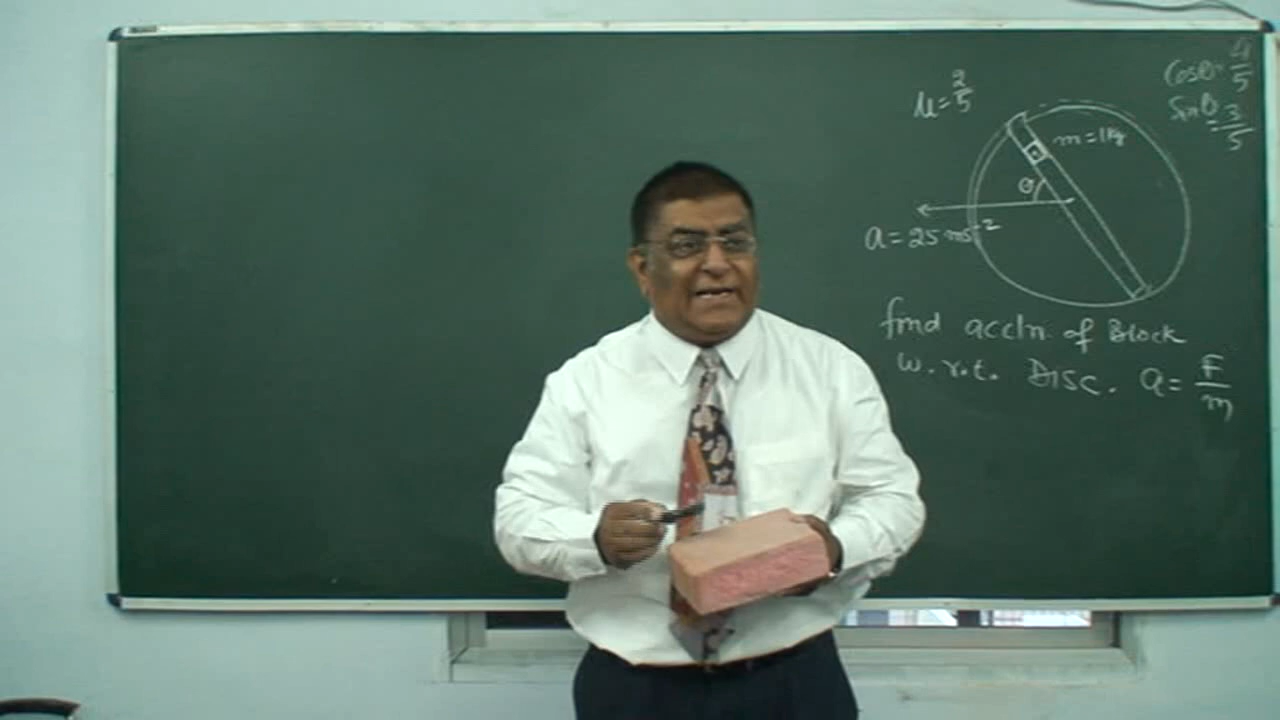 μ = 2/5
cosθ = 4/5
sinθ = 3/5
m = 1kg
θ
a = 25 ms⁻²
find accln. of Block
w.r.t. DISC. a = F/m